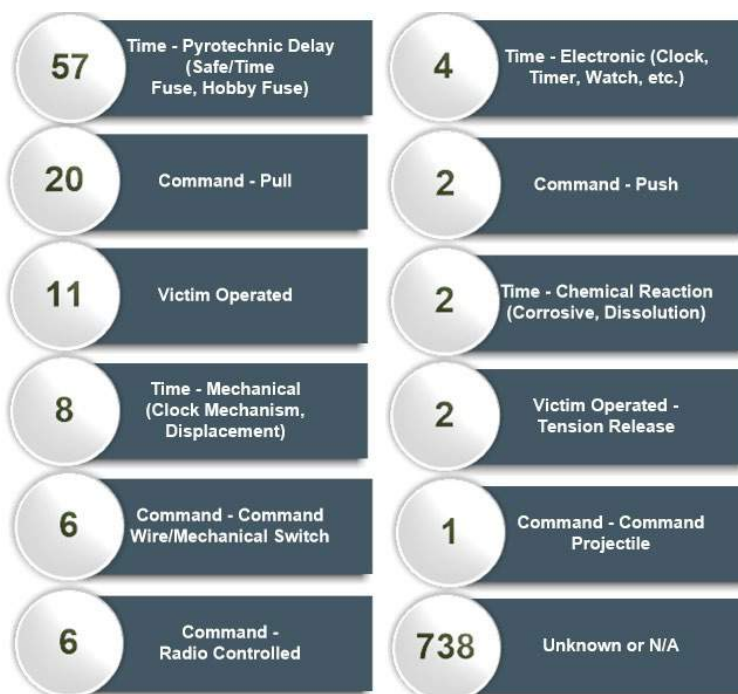 57
Time - Pyrotechnic Delay
(Safe/Time
Fuse, Hobby Fuse)
4
Time - Electronic (Clock,
Timer, Watch, etc.)
20
Command - Pull
2
Command - Push
11
Victim Operated
2
Time - Chemical Reaction
(Corrosive, Dissolution)
8
Time - Mechanical
(Clock Mechanism,
Displacement)
2
Victim Operated -
Tension Release
6
Command - Command
Wire/Mechanical Switch
1
Command - Command
Projectile
6
Command -
Radio Controlled
738
Unknown or N/A